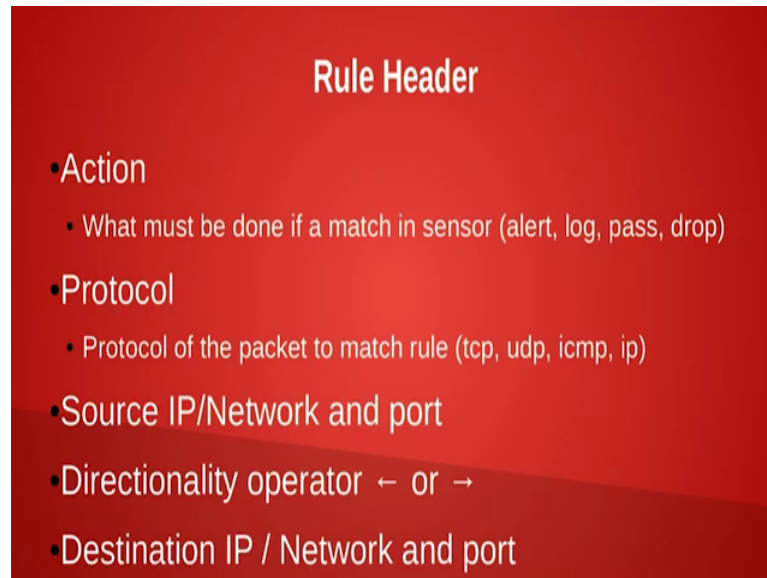 Rule Header
•Action
• What must be done if a match in sensor (alert, log, pass, drop)
•Protocol
• Protocol of the packet to match rule (tcp, udp, icmp, ip)
•Source IP/Network and port
•Directionality operator ← or →
•Destination IP / Network and port